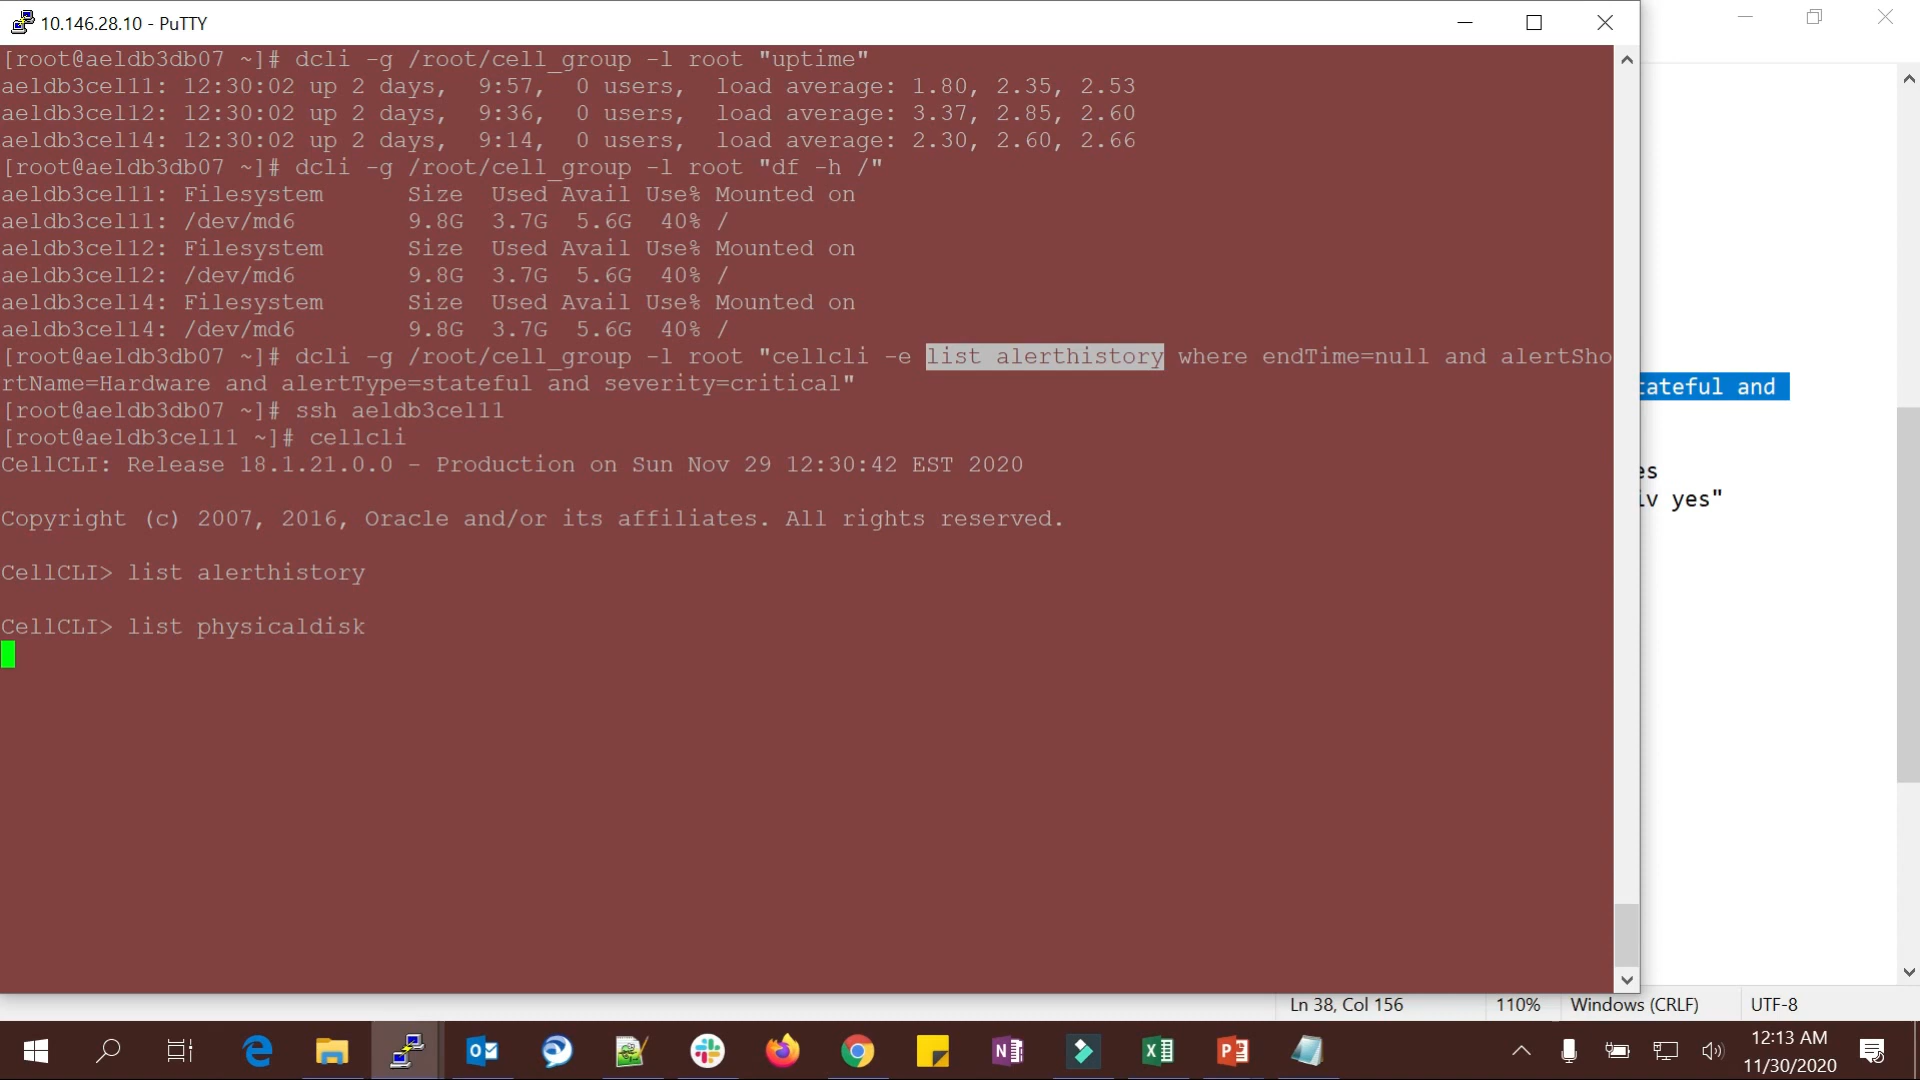 10.146.28.10 - PuTTY
[root@aeldb3db07 ~]# dcli -g /root/cell_group -l root "uptime"
aeldb3cel11: 12:30:02 up 2 days,  9:57,  0 users,  load average: 1.80, 2.35, 2.53
aeldb3cel12: 12:30:02 up 2 days,  9:36,  0 users,  load average: 3.37, 2.85, 2.60
aeldb3cel14: 12:30:02 up 2 days,  9:14,  0 users,  load average: 2.30, 2.60, 2.66
[root@aeldb3db07 ~]# dcli -g /root/cell_group -l root "df -h /"
aeldb3cel11: Filesystem      Size  Used Avail Use% Mounted on
aeldb3cel11: /dev/md6        9.8G  3.7G  5.6G  40% /
aeldb3cel12: Filesystem      Size  Used Avail Use% Mounted on
aeldb3cel12: /dev/md6        9.8G  3.7G  5.6G  40% /
aeldb3cel14: Filesystem      Size  Used Avail Use% Mounted on
aeldb3cel14: /dev/md6        9.8G  3.7G  5.6G  40% /
[root@aeldb3db07 ~]# dcli -g /root/cell_group -l root "cellcli -e list alerthistory where endTime=null and alertSho
rtName=Hardware and alertType=stateful and severity=critical"
[root@aeldb3db07 ~]# ssh aeldb3cel11
[root@aeldb3cel11 ~]# cellcli
CellCLI: Release 18.1.21.0.0 - Production on Sun Nov 29 12:30:42 EST 2020
Copyright (c) 2007, 2016, Oracle and/or its affiliates. All rights reserved.
CellCLI> list alerthistory
CellCLI> list physicaldisk
tateful and
es
iv yes"
Ln 38, Col 156
110%
Windows (CRLF)
UTF-8
12:13 AM
11/30/2020